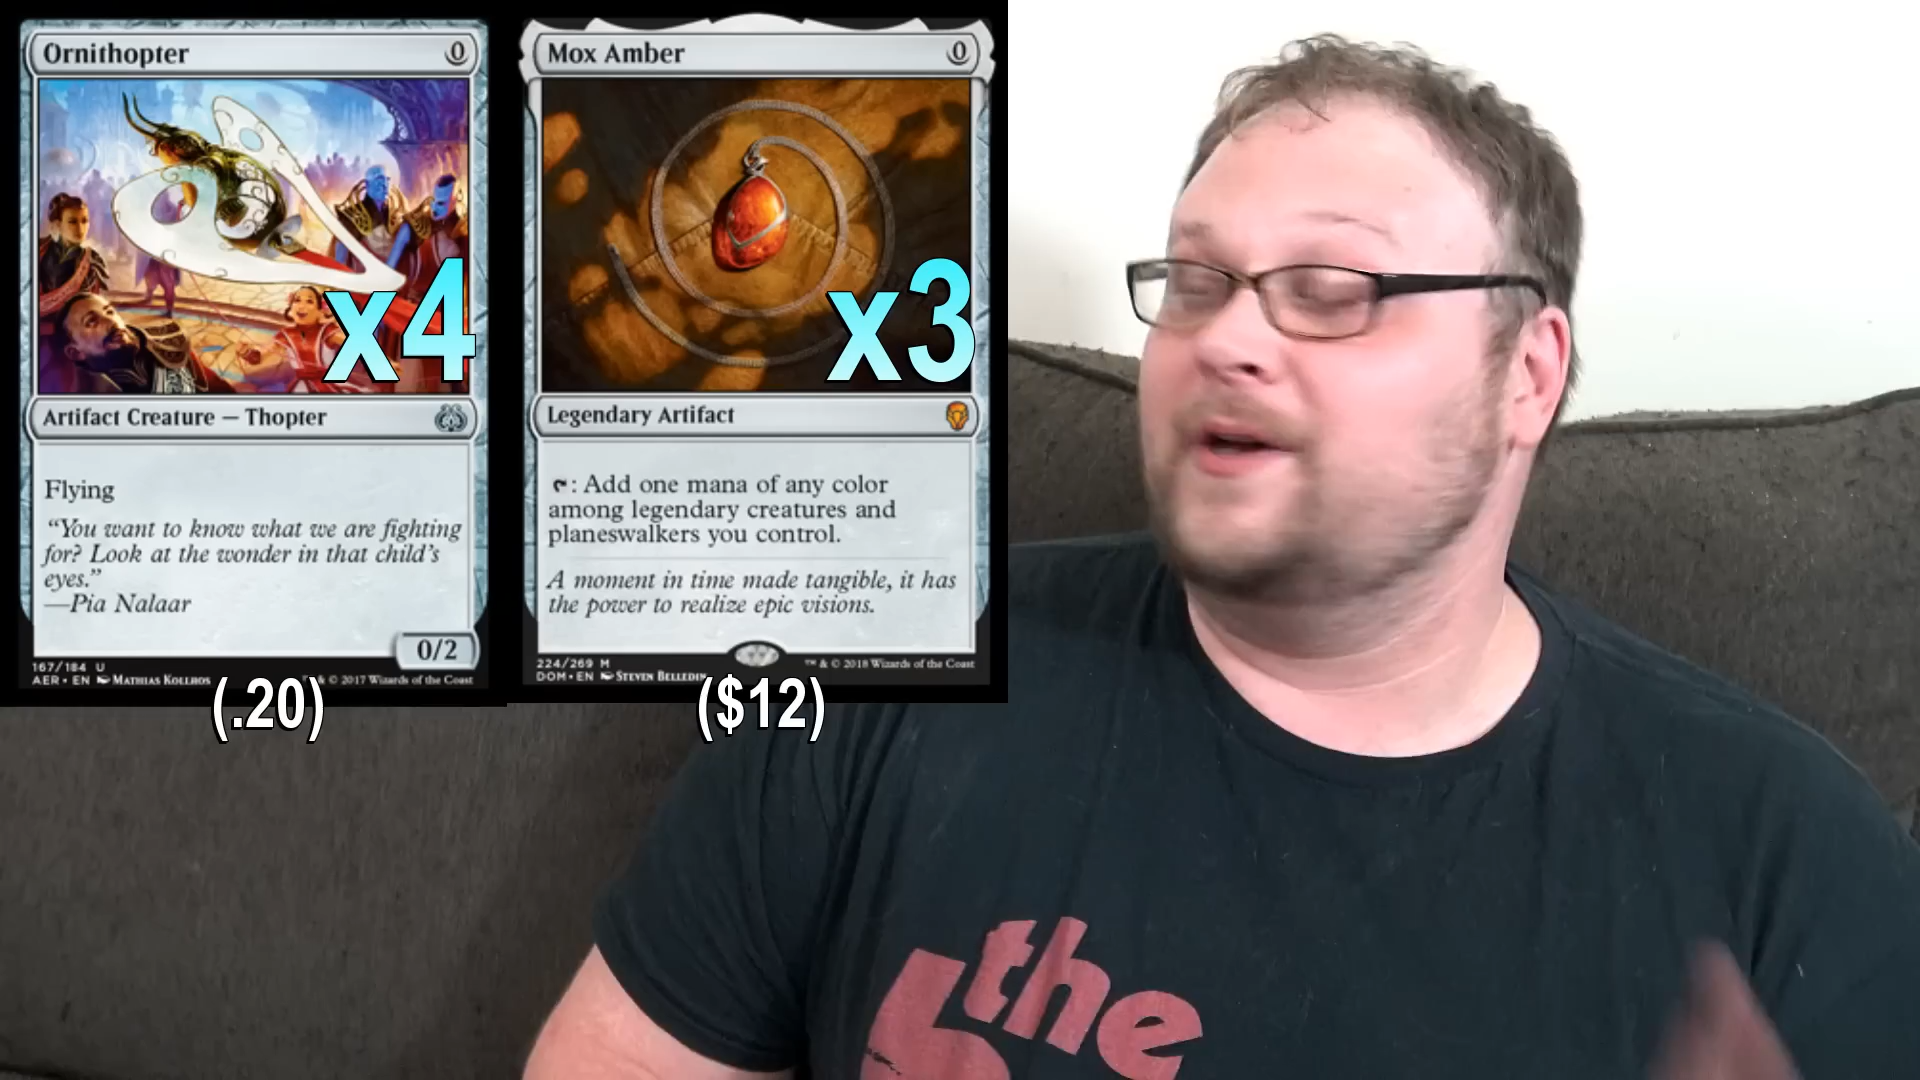 Ornithopter 0
x4
Artifact Creature — Thopter
Flying
“You want to know what we are fighting
for? Look at the wonder in that child's
eyes.”
—Pia Nalaar
0/2
167/184 U
AER • EN MATHIAS KOLLROS & © 2017 Wizards of the Coast
(.20)
Mox Amber 0
x3
Legendary Artifact
: Add one mana of any color
among legendary creatures and
planeswalkers you control.
A moment in time made tangible, it has
the power to realize epic visions.
224/269 M ™ & © 2018 Wizards of the Coast
DOM • EN STEVEN BELLEDIN
($12)
the